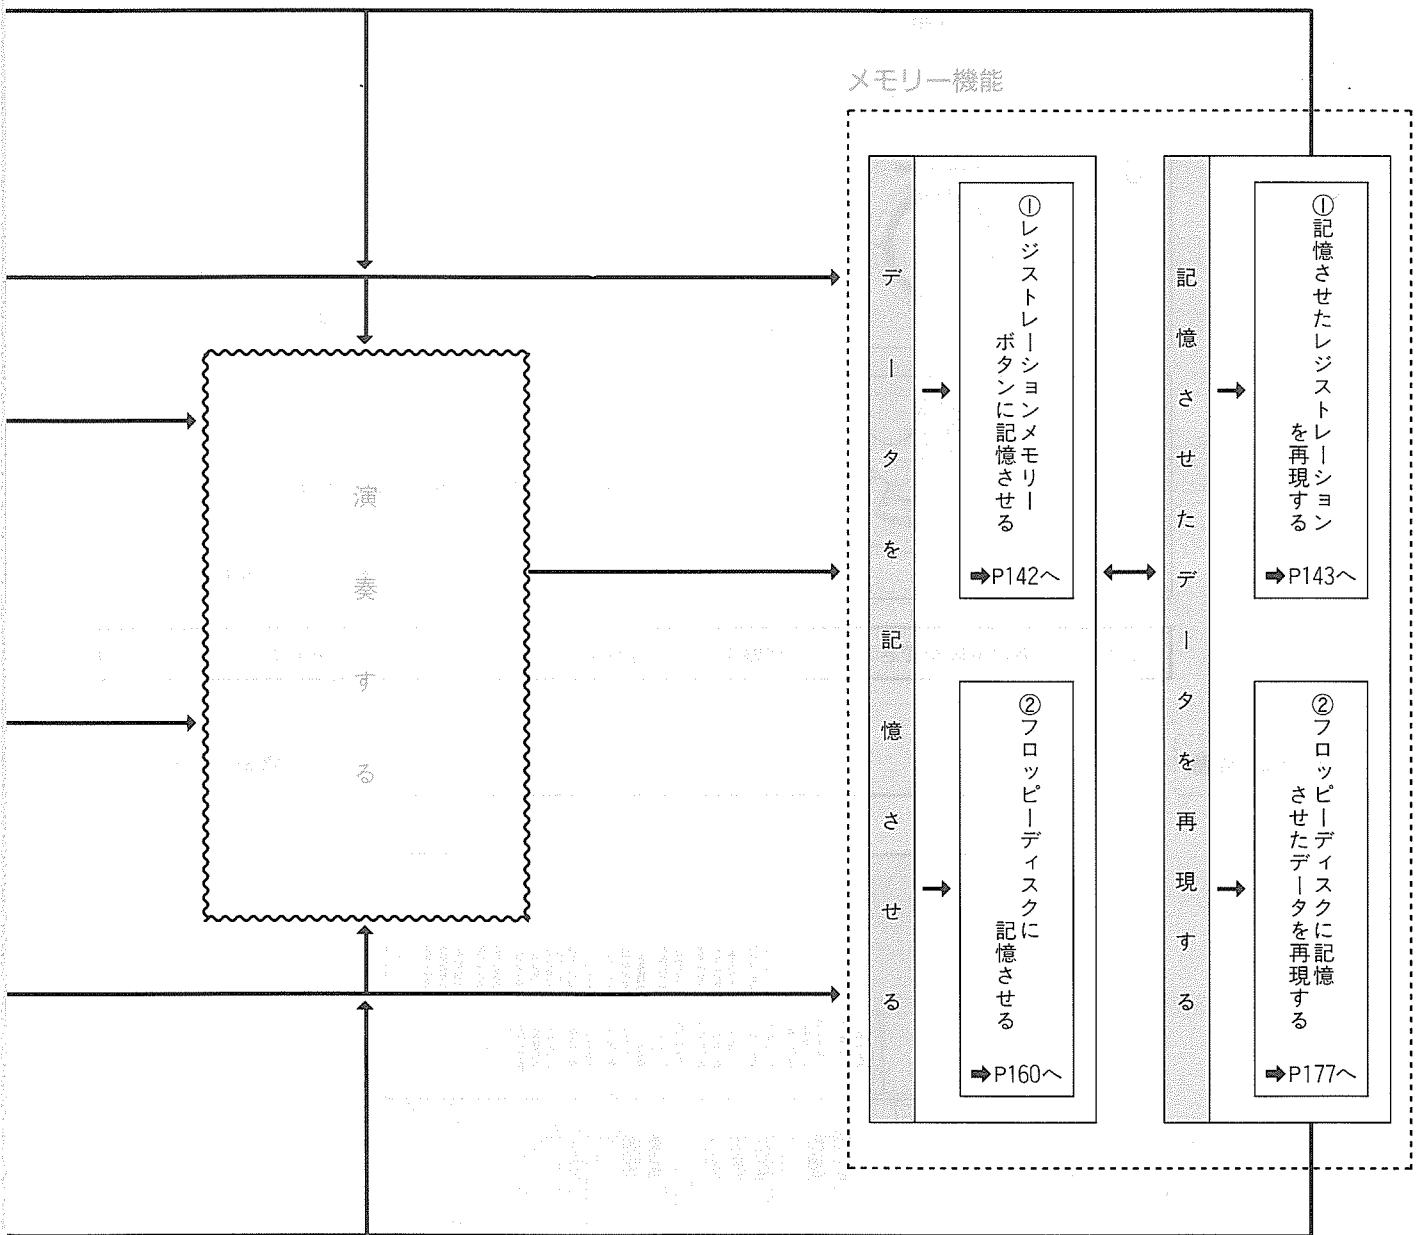 メモリー機能
演奏する
データを記憶させる
①レジストレーションメモリー
ボタンに記憶させる
➡P142へ
②フロッピーディスクに
記憶させる
➡P160へ
記憶させたデータを再現する
①記憶させたレジストレーション
を再現する
➡P143へ
②フロッピーディスクに記憶
させたデータを再現する
➡P177へ